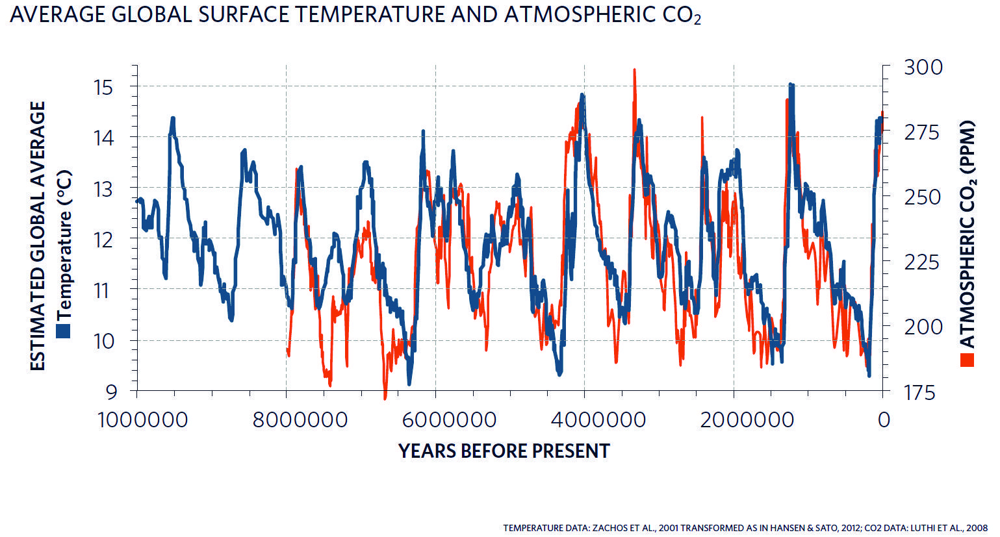 AVERAGE GLOBAL SURFACE TEMPERATURE AND ATMOSPHERIC CO₂
ESTIMATED GLOBAL AVERAGE
Temperature (°C)
15
14
13
12
11
10
9
300
275
250
225
200
175
ATMOSPHERIC CO₂ (PPM)
1000000 8000000 6000000 4000000 2000000 0
YEARS BEFORE PRESENT
TEMPERATURE DATA: ZACHOS ET AL., 2001 TRANSFORMED AS IN HANSEN & SATO, 2012; CO2 DATA: LUTHI ET AL., 2008